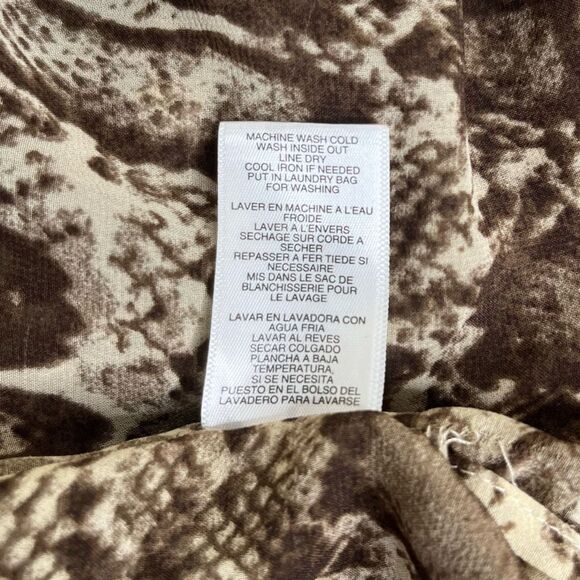 MACHINE WASH COLD
WASH INSIDE OUT
LINE DRY
COOL IRON IF NEEDED
PUT IN LAUNDRY BAG
FOR WASHING
LAVER EN MACHINE A L'EAU
FROIDE
LAVER A L'ENVERS
SECHAGE SUR CORDE A
SECHER
REPASSER A FER TIEDE SI
NECESSAIRE
MIS DANS LE SAC DE
BLANCHISSERIE POUR
LE LAVAGE
LAVAR EN LAVADORA CON
AGUA FRIA
LAVAR AL REVES
SECAR COLGADO
PLANCHA A BAJA
TEMPERATURA,
SI SE NECESITA
PUESTO EN EL BOLSO DEL
LAVADERO PARA LAVARSE